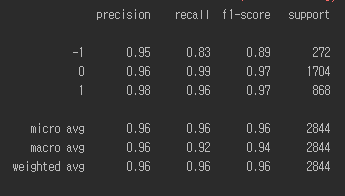 precision recall f1-score support
-1 0.95 0.83 0.89 272
0 0.96 0.99 0.97 1704
1 0.98 0.96 0.97 868
micro avg 0.96 0.96 0.96 2844
macro avg 0.96 0.92 0.94 2844
weighted avg 0.96 0.96 0.96 2844